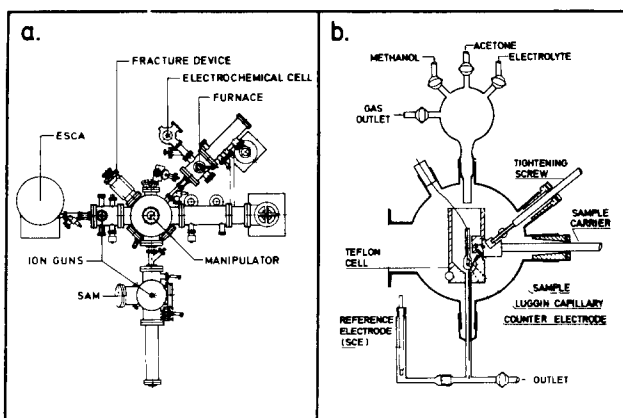 a.
FRACTURE DEVICE
ELECTROCHEMICAL CELL
FURNACE
ESCA
ION GUNS
MANIPULATOR
SAM
b.
ACETONE
METHANOL
ELECTROLYTE
GAS
OUTLET
TIGHTENING
SCREW
SAMPLE
CARRIER
TEFLON
CELL
SAMPLE
LUGGIN CAPILLARY
COUNTER ELECTRODE
REFERENCE
ELECTRODE
(SCE)
OUTLET